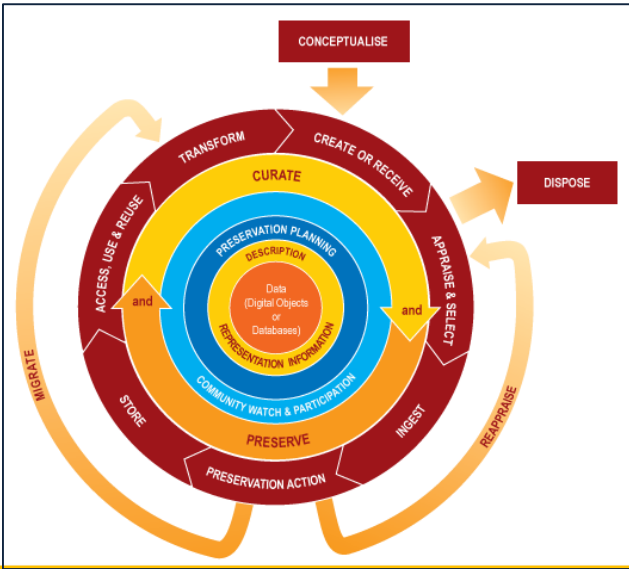 CONCEPTUALISE
CREATE OR RECEIVE
DISPOSE
APPRAISE & SELECT
INGEST
PRESERVATION ACTION
STORE
ACCESS, USE & REUSE
TRANSFORM
CURATE
and
PRESERVE
and
COMMUNITY WATCH & PARTICIPATION
PRESERVATION PLANNING
DESCRIPTION
REPRESENTATION INFORMATION
Data
(Digital Objects
or
Databases)
MIGRATE
REAPPRAISE